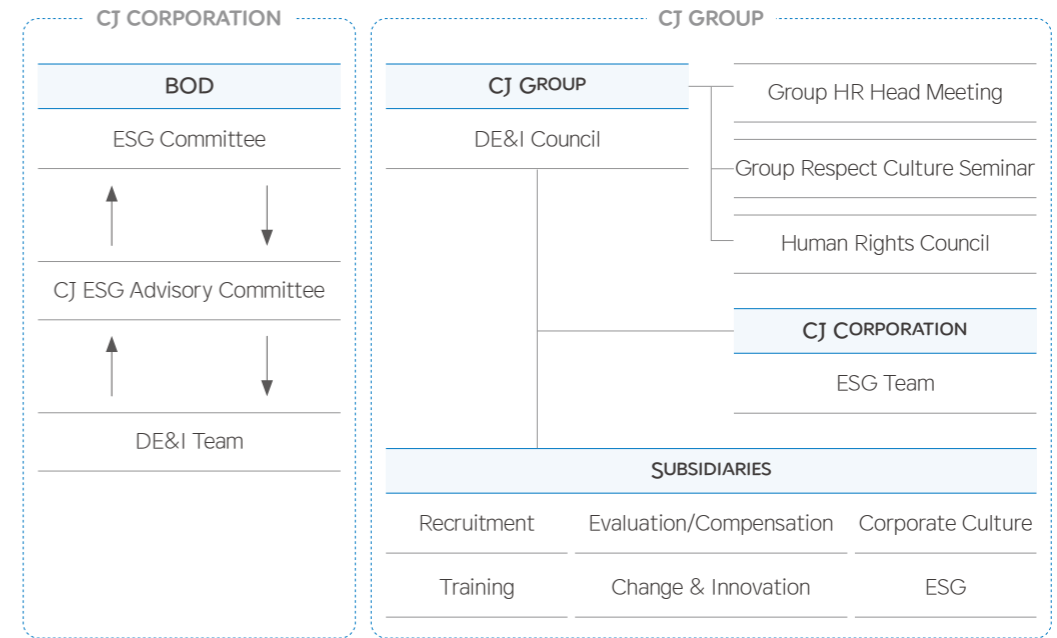 CJ CORPORATION
BOD
ESG Committee
CJ ESG Advisory Committee
DE&I Team
CJ GROUP
CJ GROUP
DE&I Council
Group HR Head Meeting
Group Respect Culture Seminar
Human Rights Council
CJ CORPORATION
ESG Team
SUBSIDIARIES
Recruitment Evaluation/Compensation Corporate Culture
Training Change & Innovation ESG